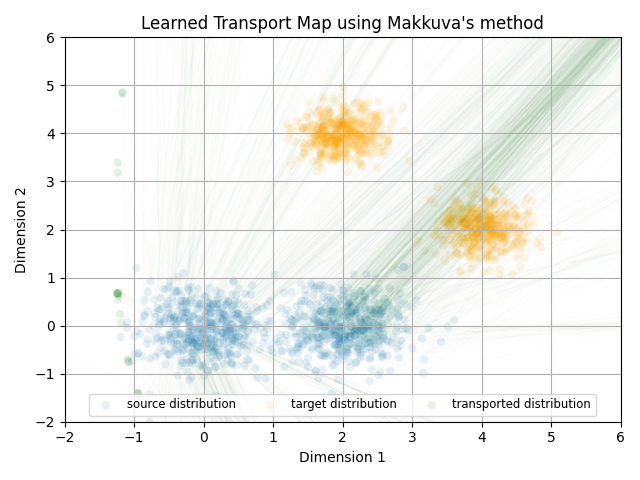 Learned Transport Map using Makkuva's method
6
5
4
3
2
1
0
−1
−2
Dimension 2
source distribution target distribution transported distribution
−2 −1 0 1 2 3 4 5 6
Dimension 1